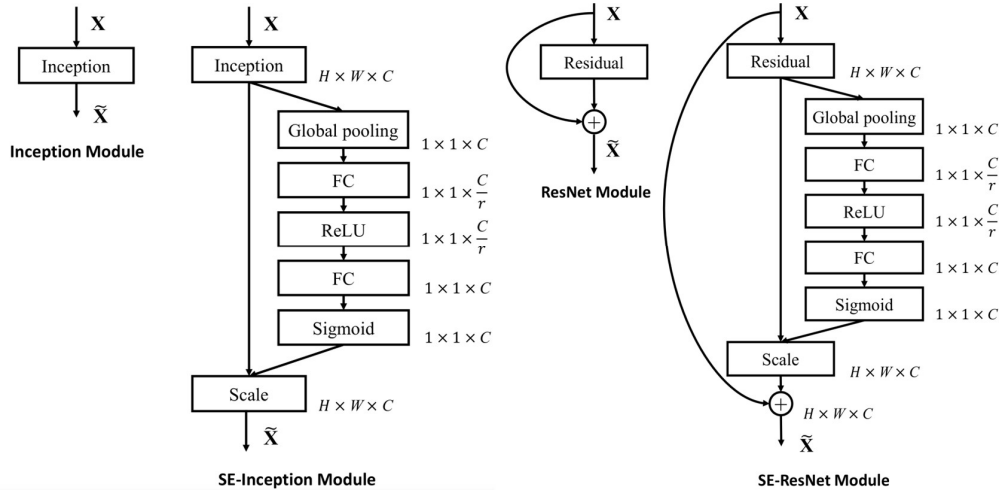 X
Inception
X̃
Inception Module
X
Inception
H × W × C
Global pooling
1 × 1 × C
FC
1 × 1 × C/r
ReLU
1 × 1 × C/r
FC
1 × 1 × C
Sigmoid
1 × 1 × C
Scale
H × W × C
X̃
SE-Inception Module
X
Residual
+
X̃
ResNet Module
X
Residual
H × W × C
Global pooling
1 × 1 × C
FC
1 × 1 × C/r
ReLU
1 × 1 × C/r
FC
1 × 1 × C
Sigmoid
1 × 1 × C
Scale
H × W × C
+
H × W × C
X̃
SE-ResNet Module